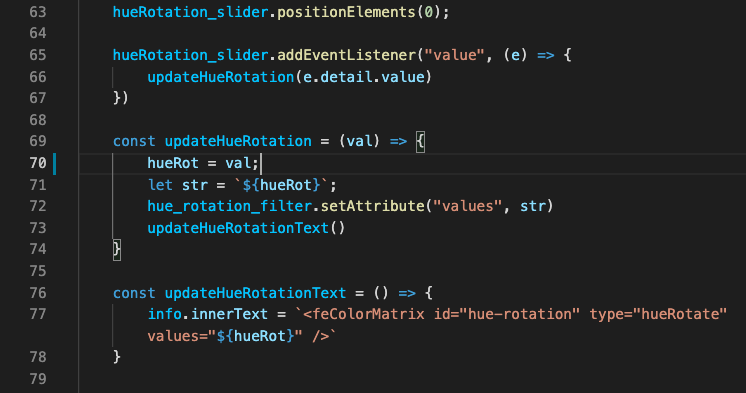 63 hueRotation_slider.positionElements(0);
64
65 hueRotation_slider.addEventListener("value", (e) => {
66 updateHueRotation(e.detail.value)
67 })
68
69 const updateHueRotation = (val) => {
70 hueRot = val;
71 let str = `${hueRot}`;
72 hue_rotation_filter.setAttribute("values", str)
73 updateHueRotationText()
74 }
75
76 const updateHueRotationText = () => {
77 info.innerText = `<feColorMatrix id="hue-rotation" type="hueRotate"
values="${hueRot}" />`
78 }
79